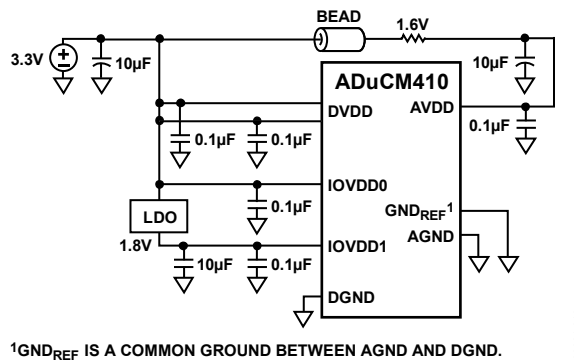 BEAD
1.6V
3.3V
10µF
10µF
ADuCM410
DVDD
AVDD
0.1µF
0.1µF
0.1µF
IOVDD0
0.1µF
GNDREF1
LDO
AGND
1.8V
IOVDD1
10µF
0.1µF
DGND
1GNDREF IS A COMMON GROUND BETWEEN AGND AND DGND.